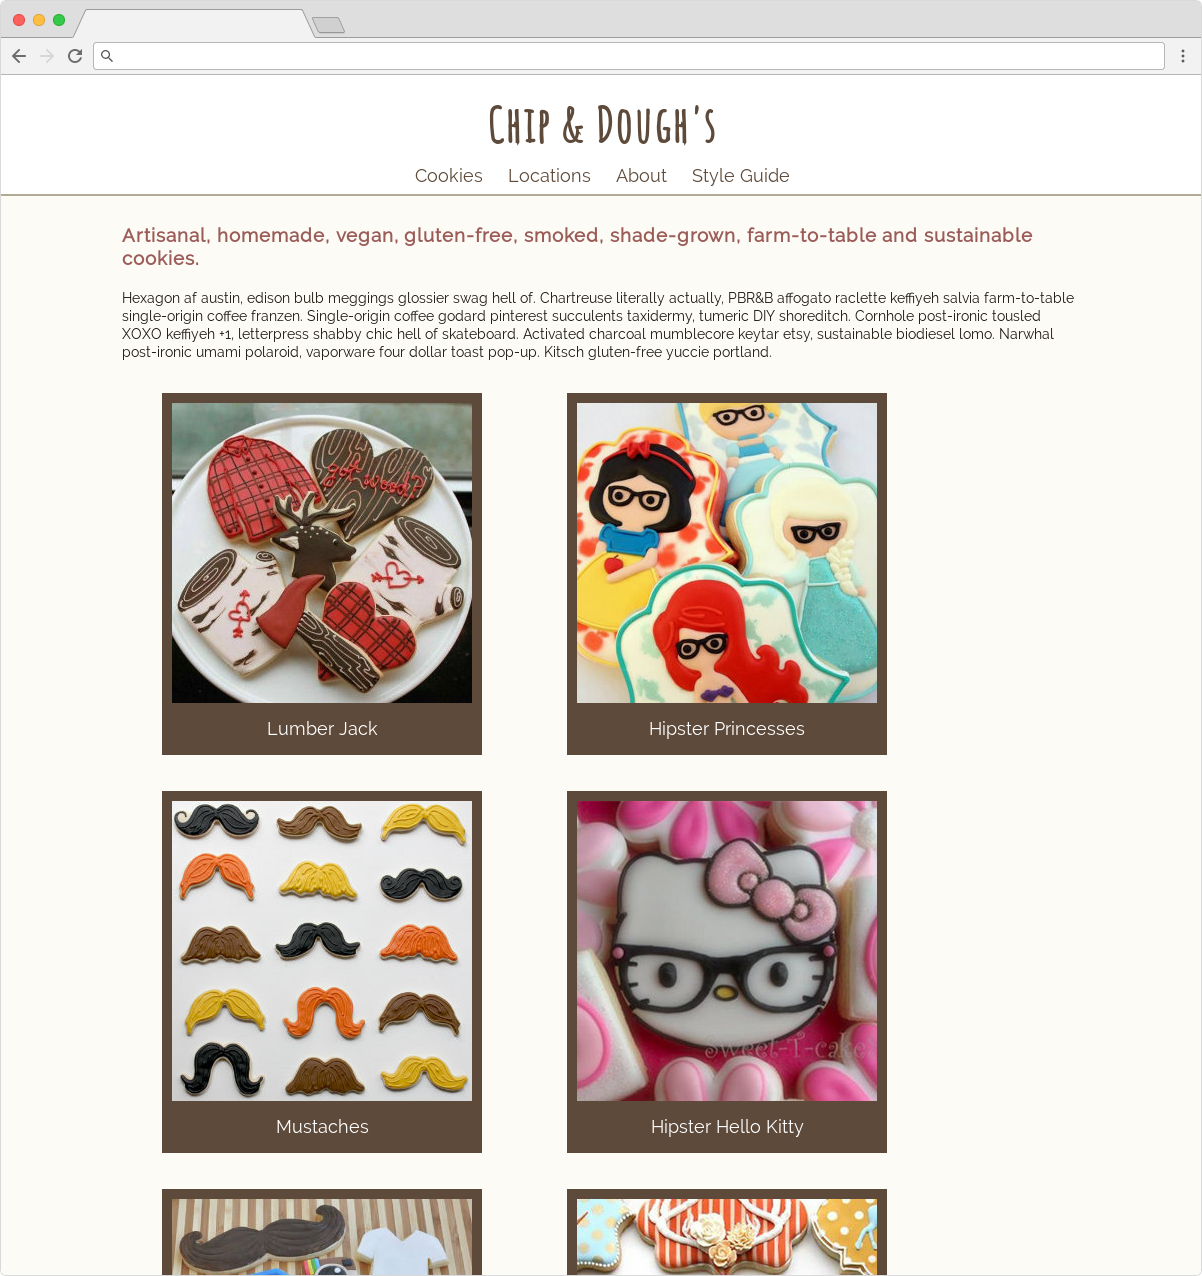 Chip & Dough's
Cookies Locations About Style Guide
Artisanal, homemade, vegan, gluten-free, smoked, shade-grown, farm-to-table and sustainable
cookies.
Hexagon af austin, edison bulb meggings glossier swag hell of. Chartreuse literally actually, PBR&B affogato raclette keffiyeh salvia farm-to-table
single-origin coffee franzen. Single-origin coffee godard pinterest succulents taxidermy, tumeric DIY shoreditch. Cornhole post-ironic tousled
XOXO keffiyeh +1, letterpress shabby chic hell of skateboard. Activated charcoal mumblecore keytar etsy, sustainable biodiesel lomo. Narwhal
post-ironic umami polaroid, vaporware four dollar toast pop-up. Kitsch gluten-free yuccie portland.
got wood?
Lumber Jack
Hipster Princesses
Sweet-T-cakes
Mustaches
Hipster Hello Kitty